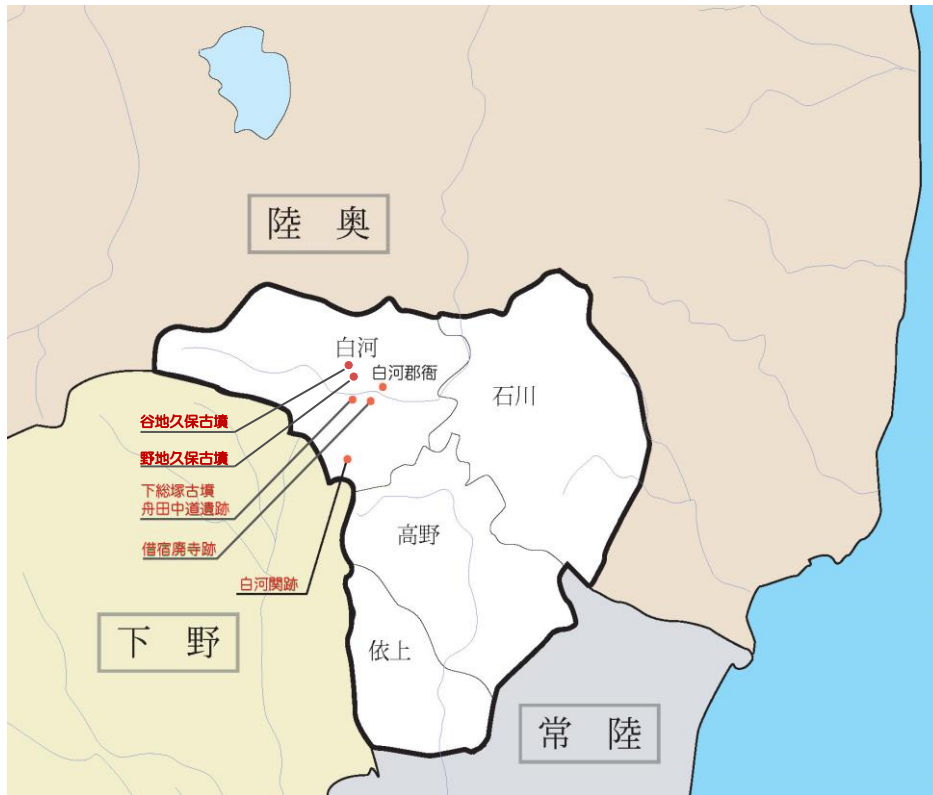 陸奥
白河
白河郡衙
石川
谷地久保古墳
野地久保古墳
下総塚古墳
舟田中道遺跡
借宿廃寺跡
白河関跡
高野
依上
下野
常陸